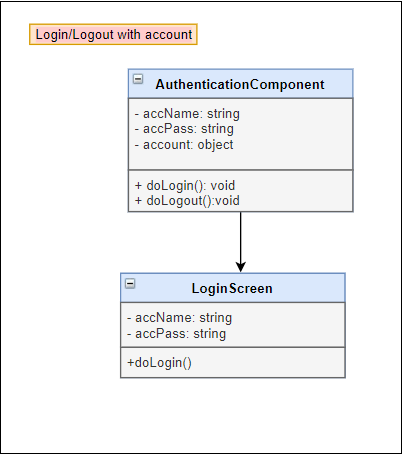 Login/Logout with account
AuthenticationComponent
- accName: string
- accPass: string
- account: object
+ doLogin(): void
+ doLogout():void
LoginScreen
- accName: string
- accPass: string
+doLogin()